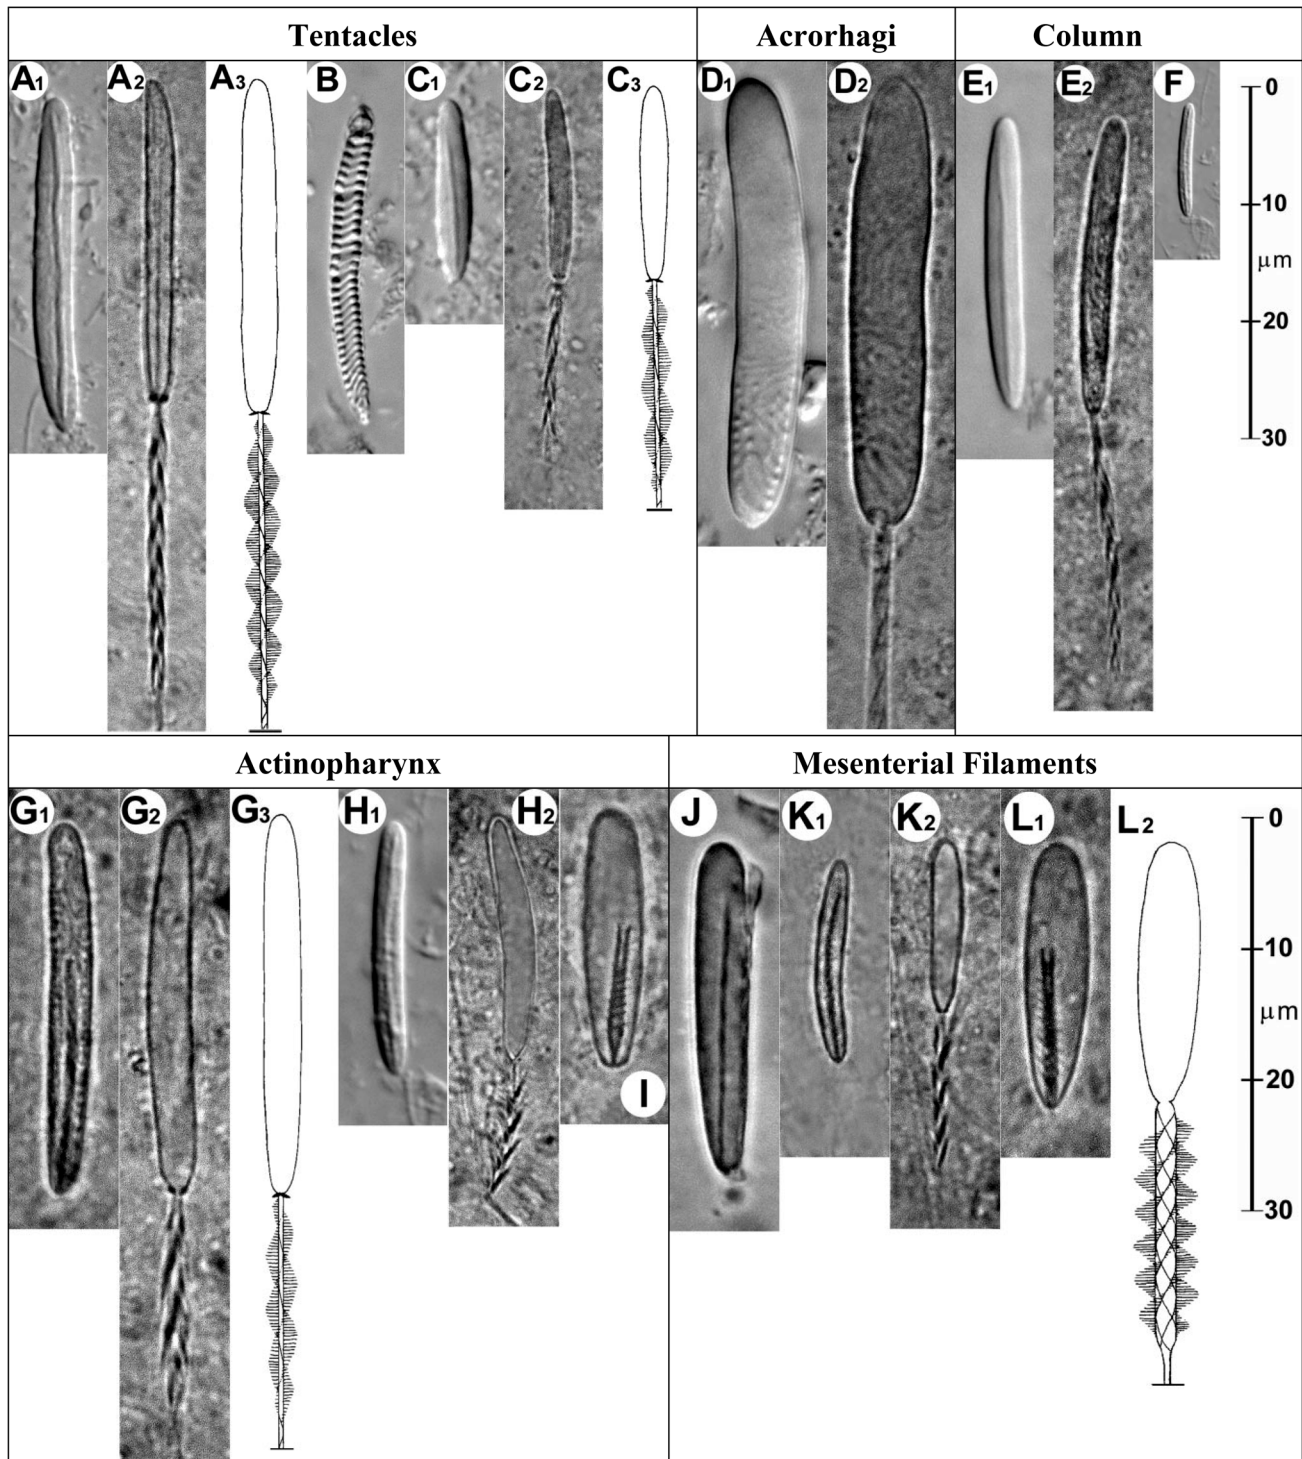 Tentacles Acrorhagi Column
A1 A2 A3 B C1 C2 C3 D1 D2 E1 E2 F 0
10
μm
20
30
Actinopharynx Mesenterial Filaments
G1 G2 G3 H1 H2 J K1 K2 L1 L2 0
10
I μm
20
30